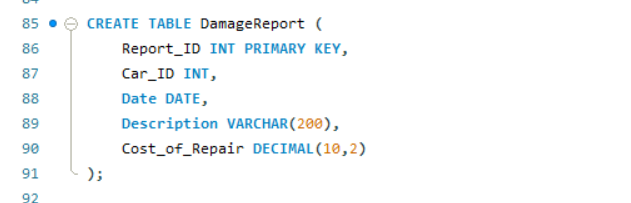 85 CREATE TABLE DamageReport (
86 Report_ID INT PRIMARY KEY,
87 Car_ID INT,
88 Date DATE,
89 Description VARCHAR(200),
90 Cost_of_Repair DECIMAL(10,2)
91 );
92